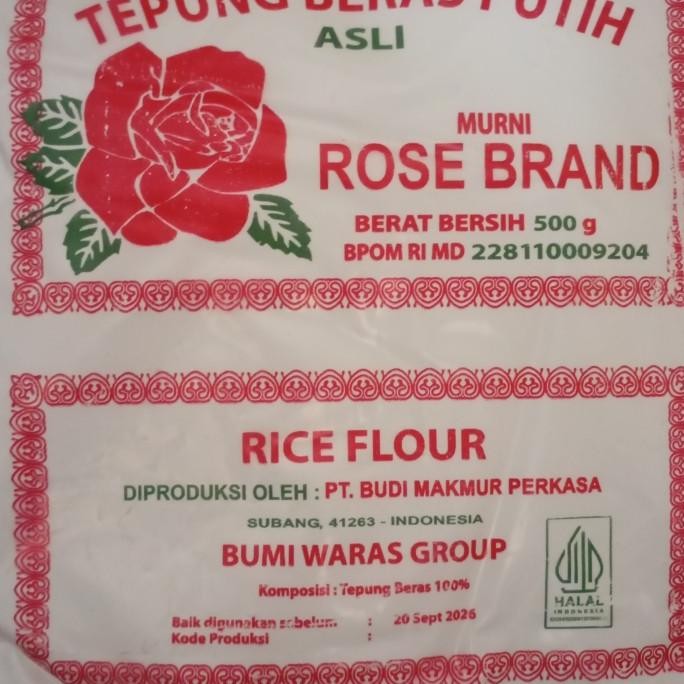 TEPUNG BERAS PUTIH
ASLI
MURNI
ROSE BRAND
BERAT BERSIH 500 g
BPOM RI MD 228110009204
RICE FLOUR
DIPRODUKSI OLEH : PT. BUDI MAKMUR PERKASA
SUBANG, 41263 - INDONESIA
BUMI WARAS GROUP
Komposisi : Tepung Beras 100%
Baik digunakan sebelum : 20 Sept 2026
Kode Produksi :
HALAL
INDONESIA